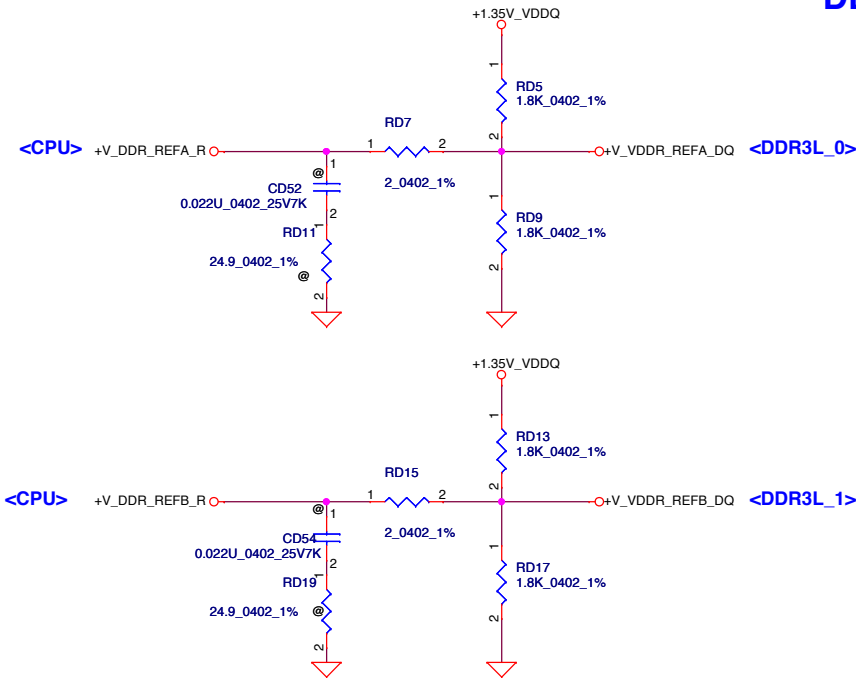 +1.35V_VDDQ
1
RD5
1.8K_0402_1%
2
RD7
<CPU> +V_DDR_REFA_R
1
2
+V_VDDR_REFA_DQ <DDR3L_0>
2_0402_1%
@
1
CD52
0.022U_0402_25V7K
2
1
RD11
24.9_0402_1%
@
2
1
RD9
1.8K_0402_1%
2
+1.35V_VDDQ
1
RD13
1.8K_0402_1%
2
RD15
<CPU> +V_DDR_REFB_R
1
2
+V_VDDR_REFB_DQ <DDR3L_1>
2_0402_1%
@
1
CD54
0.022U_0402_25V7K
2
1
RD19
24.9_0402_1%
@
2
1
RD17
1.8K_0402_1%
2